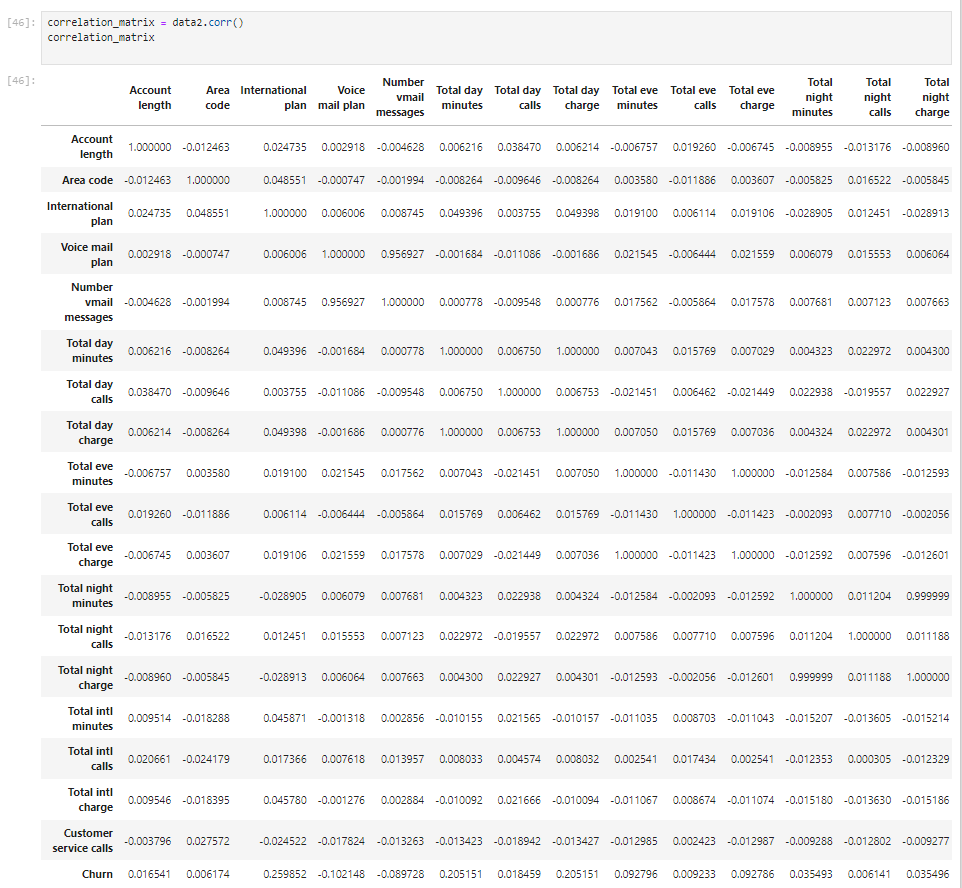 [46]: correlation_matrix = data2.corr()
correlation_matrix
[46]:
Account length Area code International plan Voice mail plan Number vmail messages Total day minutes Total day calls Total day charge Total eve minutes Total eve calls Total eve charge Total night minutes Total night calls Total night charge
Account length 1.000000 -0.012463 0.024735 0.002918 -0.004628 0.006216 0.038470 0.006214 -0.006757 0.019260 -0.006745 -0.008955 -0.013176 -0.008960
Area code -0.012463 1.000000 0.048551 -0.000747 -0.001994 -0.008264 -0.009646 -0.008264 0.003580 -0.011886 0.003607 -0.005825 0.016522 -0.005845
International plan 0.024735 0.048551 1.000000 0.006006 0.008745 0.049396 0.003755 0.049398 0.019100 0.006114 0.019106 -0.028905 0.012451 -0.028913
Voice mail plan 0.002918 -0.000747 0.006006 1.000000 0.956927 -0.001684 -0.011086 -0.001686 0.021545 -0.006444 0.021559 0.006079 0.015553 0.006064
Number vmail messages -0.004628 -0.001994 0.008745 0.956927 1.000000 0.000778 -0.009548 0.000776 0.017562 -0.005864 0.017578 0.007681 0.007123 0.007663
Total day minutes 0.006216 -0.008264 0.049396 -0.001684 0.000778 1.000000 0.006750 1.000000 0.007043 0.015769 0.007029 0.004323 0.022972 0.004300
Total day calls 0.038470 -0.009646 0.003755 -0.011086 -0.009548 0.006750 1.000000 0.006753 -0.021451 0.006462 -0.021449 0.022938 -0.019557 0.022927
Total day charge 0.006214 -0.008264 0.049398 -0.001686 0.000776 1.000000 0.006753 1.000000 0.007050 0.015769 0.007036 0.004324 0.022972 0.004301
Total eve minutes -0.006757 0.003580 0.019100 0.021545 0.017562 0.007043 -0.021451 0.007050 1.000000 -0.011430 1.000000 -0.012584 0.007586 -0.012593
Total eve calls 0.019260 -0.011886 0.006114 -0.006444 -0.005864 0.015769 0.006462 0.015769 -0.011430 1.000000 -0.011423 -0.002093 0.007710 -0.002056
Total eve charge -0.006745 0.003607 0.019106 0.021559 0.017578 0.007029 -0.021449 0.007036 1.000000 -0.011423 1.000000 -0.012592 0.007596 -0.012601
Total night minutes -0.008955 -0.005825 -0.028905 0.006079 0.007681 0.004323 0.022938 0.004324 -0.012584 -0.002093 -0.012592 1.000000 0.011204 0.999999
Total night calls -0.013176 0.016522 0.012451 0.015553 0.007123 0.022972 -0.019557 0.022972 0.007586 0.007710 0.007596 0.011204 1.000000 0.011188
Total night charge -0.008960 -0.005845 -0.028913 0.006064 0.007663 0.004300 0.022927 0.004301 -0.012593 -0.002056 -0.012601 0.999999 0.011188 1.000000
Total intl minutes 0.009514 -0.018288 0.045871 -0.001318 0.002856 -0.010155 0.021565 -0.010157 -0.011035 0.008703 -0.011043 -0.015207 -0.013605 -0.015214
Total intl calls 0.020661 -0.024179 0.017366 0.007618 0.013957 0.008033 0.004574 0.008032 0.002541 0.017434 0.002541 -0.012353 0.000305 -0.012329
Total intl charge 0.009546 -0.018395 0.045780 -0.001276 0.002884 -0.010092 0.021666 -0.010094 -0.011067 0.008674 -0.011074 -0.015180 -0.013630 -0.015186
Customer service calls -0.003796 0.027572 -0.024522 -0.017824 -0.013263 -0.013423 -0.018942 -0.013427 -0.012985 0.002423 -0.012987 -0.009288 -0.012802 -0.009277
Churn 0.016541 0.006174 0.259852 -0.102148 -0.089728 0.205151 0.018459 0.205151 0.092796 0.009233 0.092786 0.035493 0.006141 0.035496